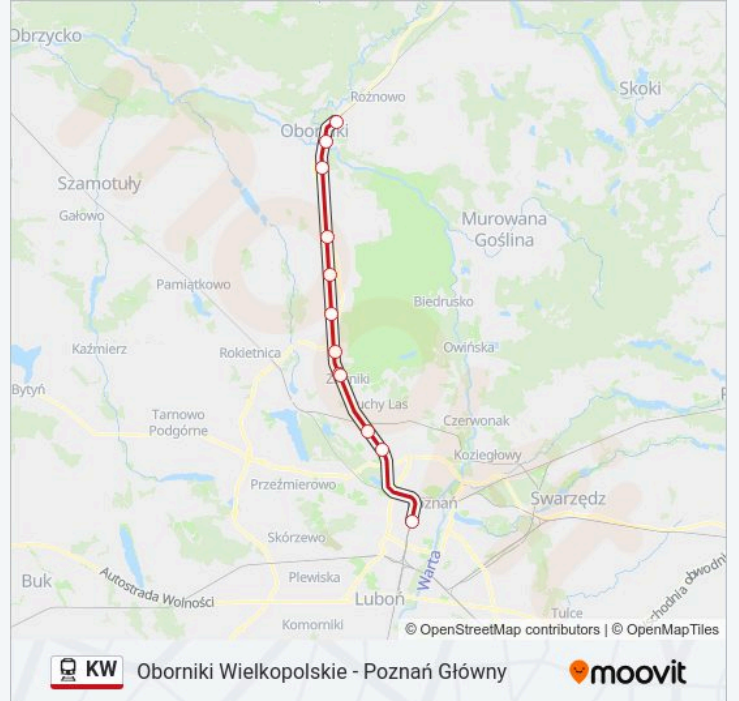 Obrzycko
Skoki
Rożnowo
Oborniki
Szamotuły
Gałowo
Murowana
Goślina
Pamiątkowo
Biedrusko
Kaźmierz
Rokietnica
Owińska
Bytyń
Złotniki
Suchy Las
Tarnowo
Podgórne
Czerwonak
Koziegłowy
Przeźmierowo
Poznań
Swarzędz
Skórzewo
Warta
Buk
Plewiska
Autostrada Wolności
Luboń
Tulce
Komorniki
© OpenStreetMap contributors | © OpenMapTiles
KW Oborniki Wielkopolskie - Poznań Główny
moovit